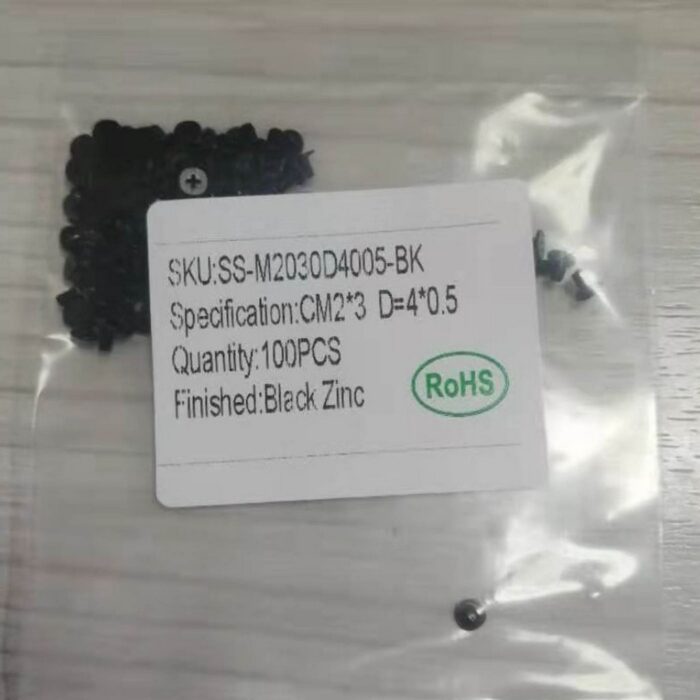 SKU:SS-M2030D4005-BK
Specification:CM2*3 D=4*0.5
Quantity:100PCS
Finished:Black Zinc
RoHS